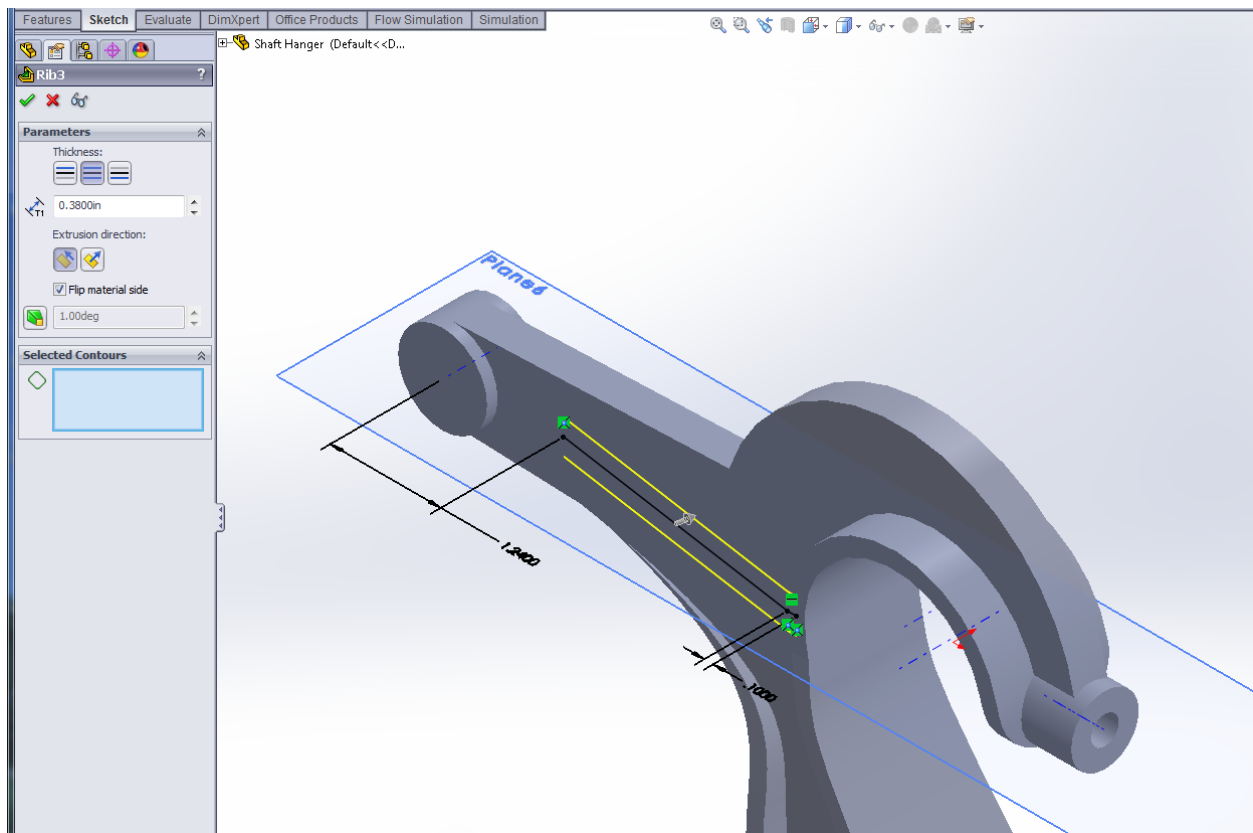 Features Sketch Evaluate DimXpert Office Products Flow Simulation Simulation
Shaft Hanger (Default<<D...
Rib3 ?
Parameters
Thickness:
T1 0.3800in
Extrusion direction:
Flip material side
1.00deg
Selected Contours
Plane6
1.2400
.1000